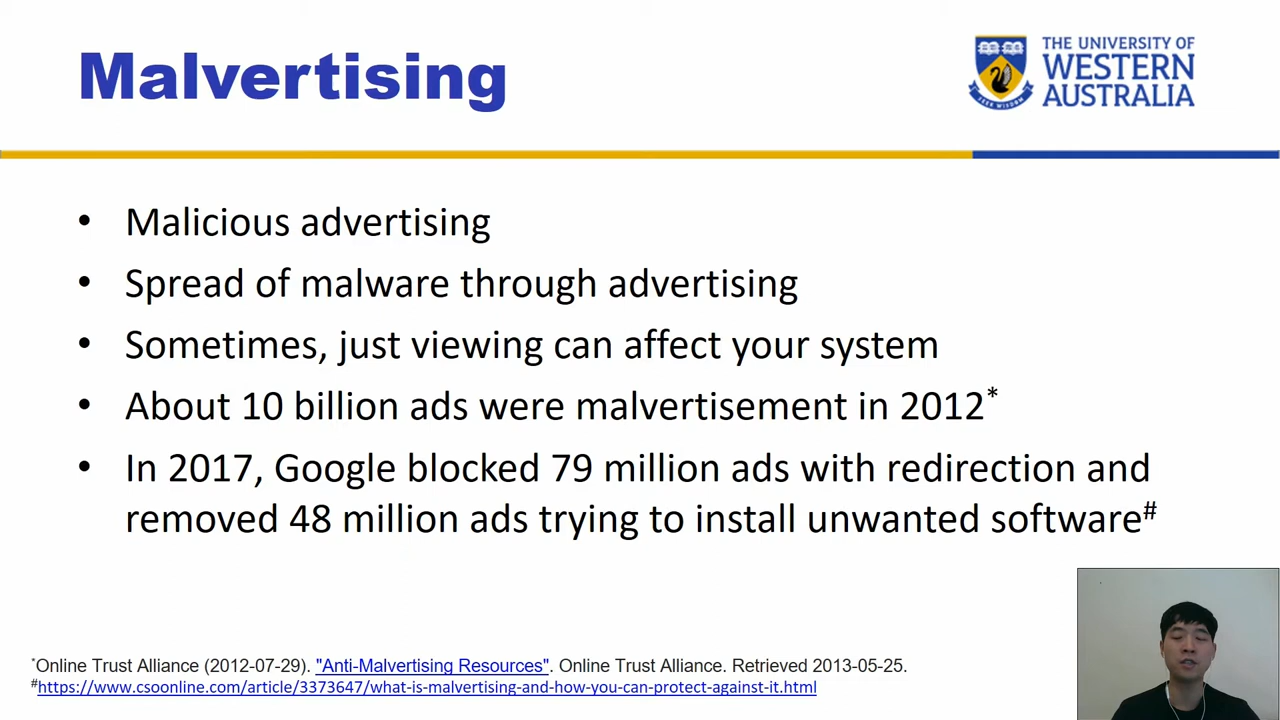 Malvertising
THE UNIVERSITY OF
WESTERN
AUSTRALIA
SEEK WISDOM
• Malicious advertising
• Spread of malware through advertising
• Sometimes, just viewing can affect your system
• About 10 billion ads were malvertisement in 2012*
• In 2017, Google blocked 79 million ads with redirection and
removed 48 million ads trying to install unwanted software#
*Online Trust Alliance (2012-07-29). "Anti-Malvertising Resources". Online Trust Alliance. Retrieved 2013-05-25.
#https://www.csoonline.com/article/3373647/what-is-malvertising-and-how-you-can-protect-against-it.html